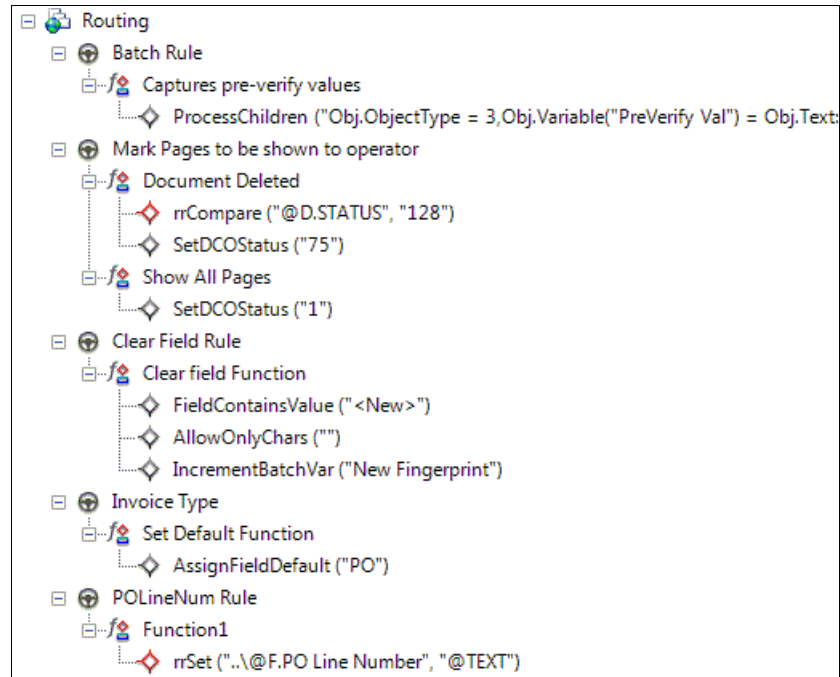 Routing
Batch Rule
Captures pre-verify values
ProcessChildren ("Obj.ObjectType = 3,Obj.Variable("PreVerify Val") = Obj.Text:
Mark Pages to be shown to operator
Document Deleted
rrCompare ("@D.STATUS", "128")
SetDCOStatus ("75")
Show All Pages
SetDCOStatus ("1")
Clear Field Rule
Clear field Function
FieldContainsValue ("<New>")
AllowOnlyChars ("")
IncrementBatchVar ("New Fingerprint")
Invoice Type
Set Default Function
AssignFieldDefault ("PO")
POLineNum Rule
Function1
rrSet ("..\@F.PO Line Number", "@TEXT")